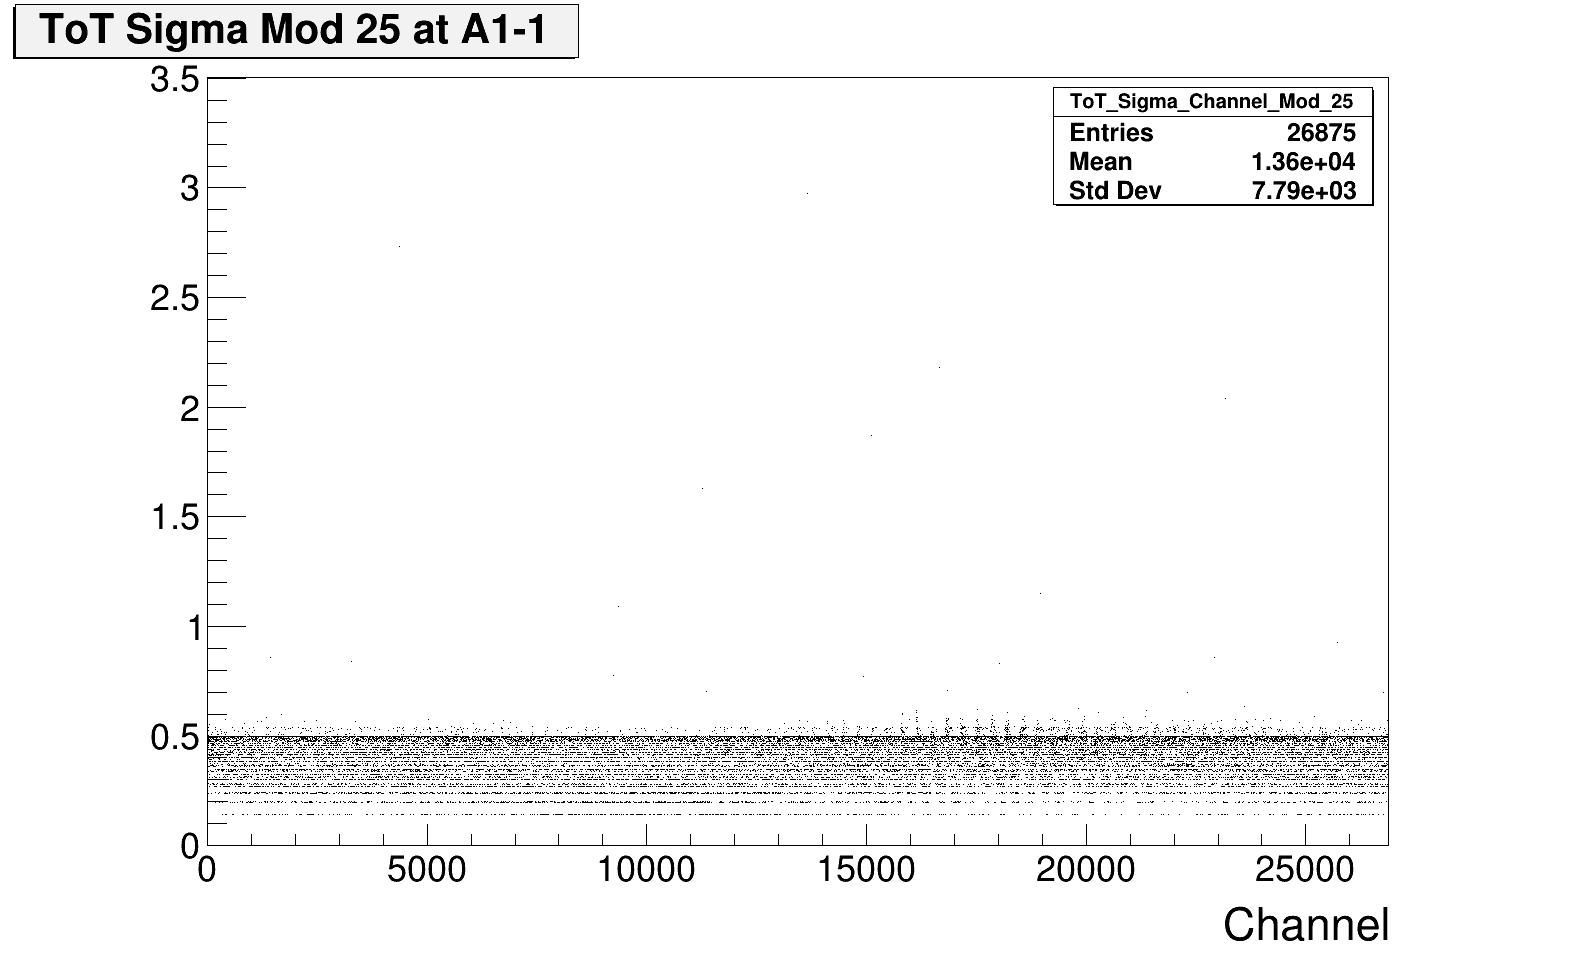 ToT Sigma Mod 25 at A1-1
3.5
3
2.5
2
1.5
1
0.5
0
ToT_Sigma_Channel_Mod_25
Entries 26875
Mean 1.36e+04
Std Dev 7.79e+03
0 5000 10000 15000 20000 25000
Channel